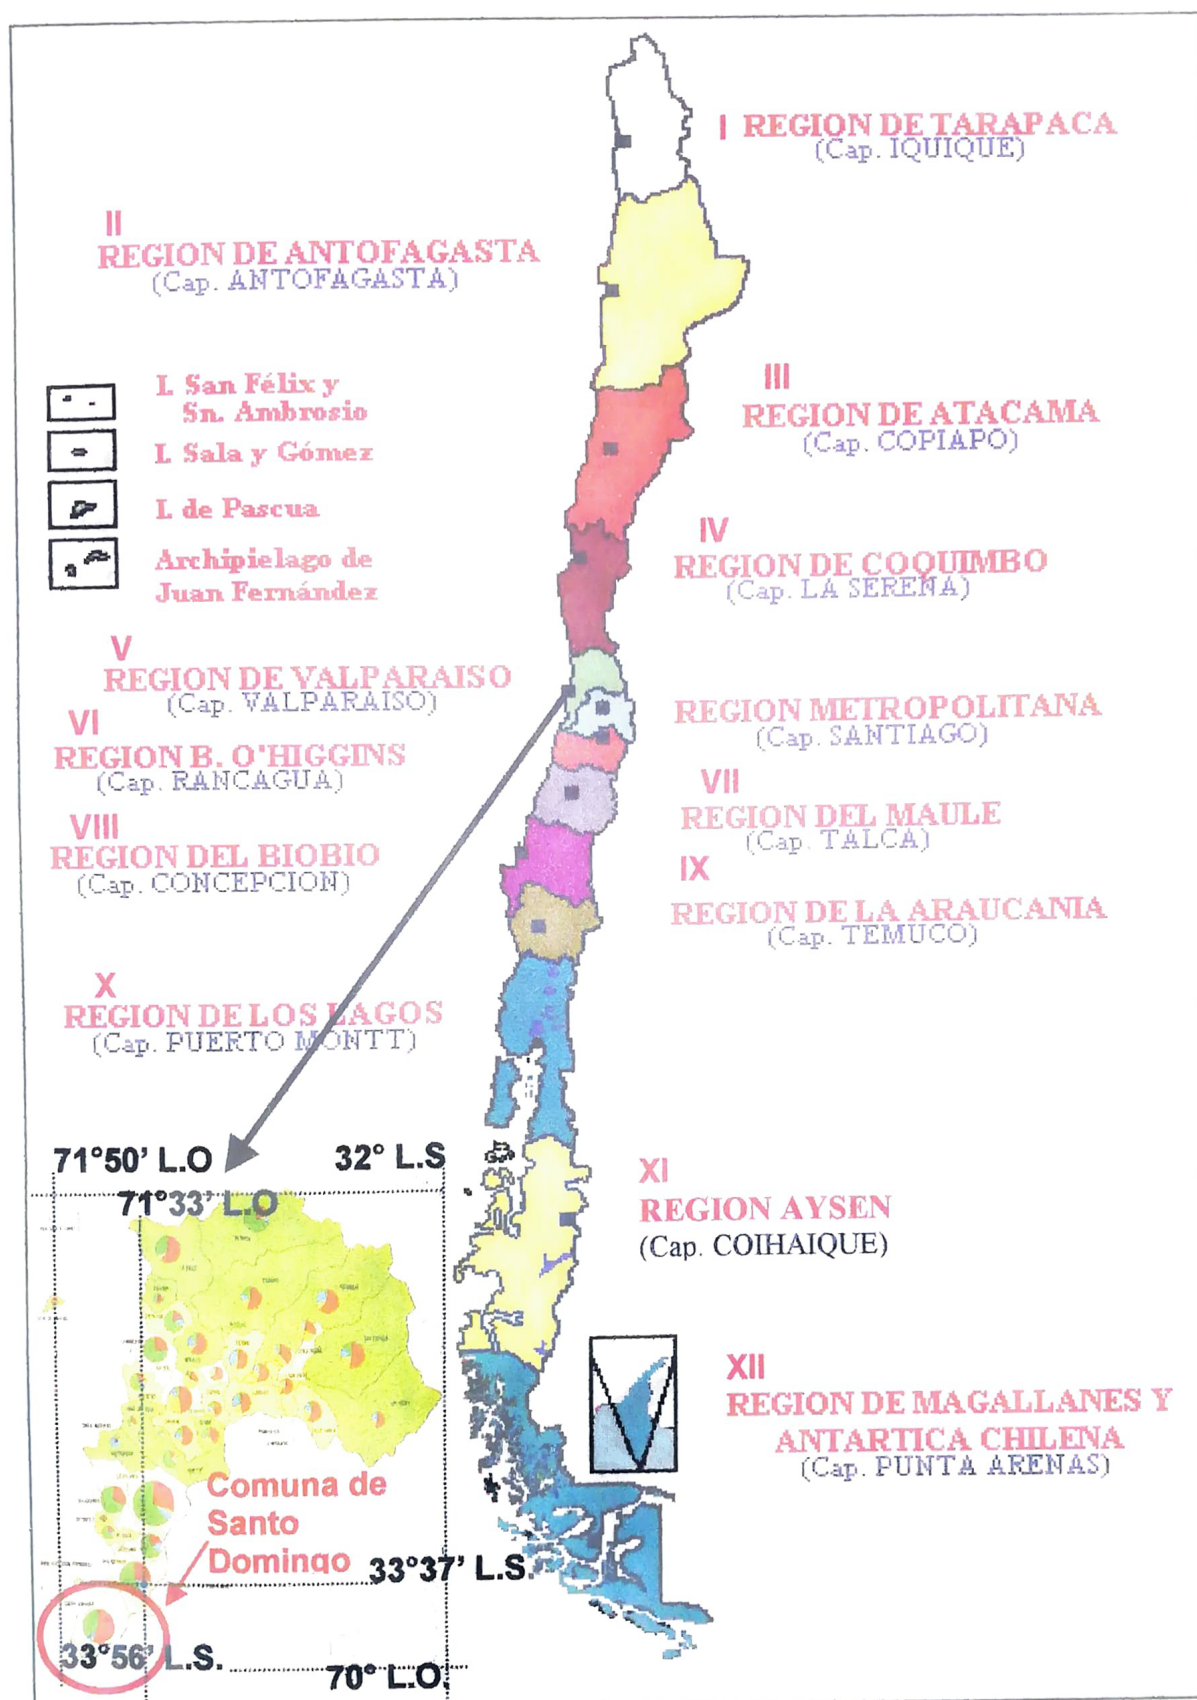 I REGION DE TARAPACA
(Cap. IQUIQUE)
II
REGION DE ANTOFAGASTA
(Cap. ANTOFAGASTA)
I. San Félix y
Sn. Ambrosio
I. Sala y Gómez
I. de Pascua
Archipielago de
Juan Fernández
III
REGION DE ATACAMA
(Cap. COPIAPO)
IV
REGION DE COQUIMBO
(Cap. LA SERENA)
V
REGION DE VALPARAISO
(Cap. VALPARAISO)
REGION METROPOLITANA
(Cap. SANTIAGO)
VI
REGION B. O'HIGGINS
(Cap. RANCAGUA)
VII
REGION DEL MAULE
(Cap. TALCA)
VIII
REGION DEL BIOBIO
(Cap. CONCEPCION)
IX
REGION DE LA ARAUCANIA
(Cap. TEMUCO)
X
REGION DE LOS LAGOS
(Cap. PUERTO MONTT)
71°50' L.O
32° L.S
71°33' L.O
XI
REGION AYSEN
(Cap. COIHAIQUE)
XII
REGION DE MAGALLANES Y
ANTARTICA CHILENA
(Cap. PUNTA ARENAS)
Comuna de
Santo
Domingo
33°37' L.S.
33°56' L.S.
70° L.O.